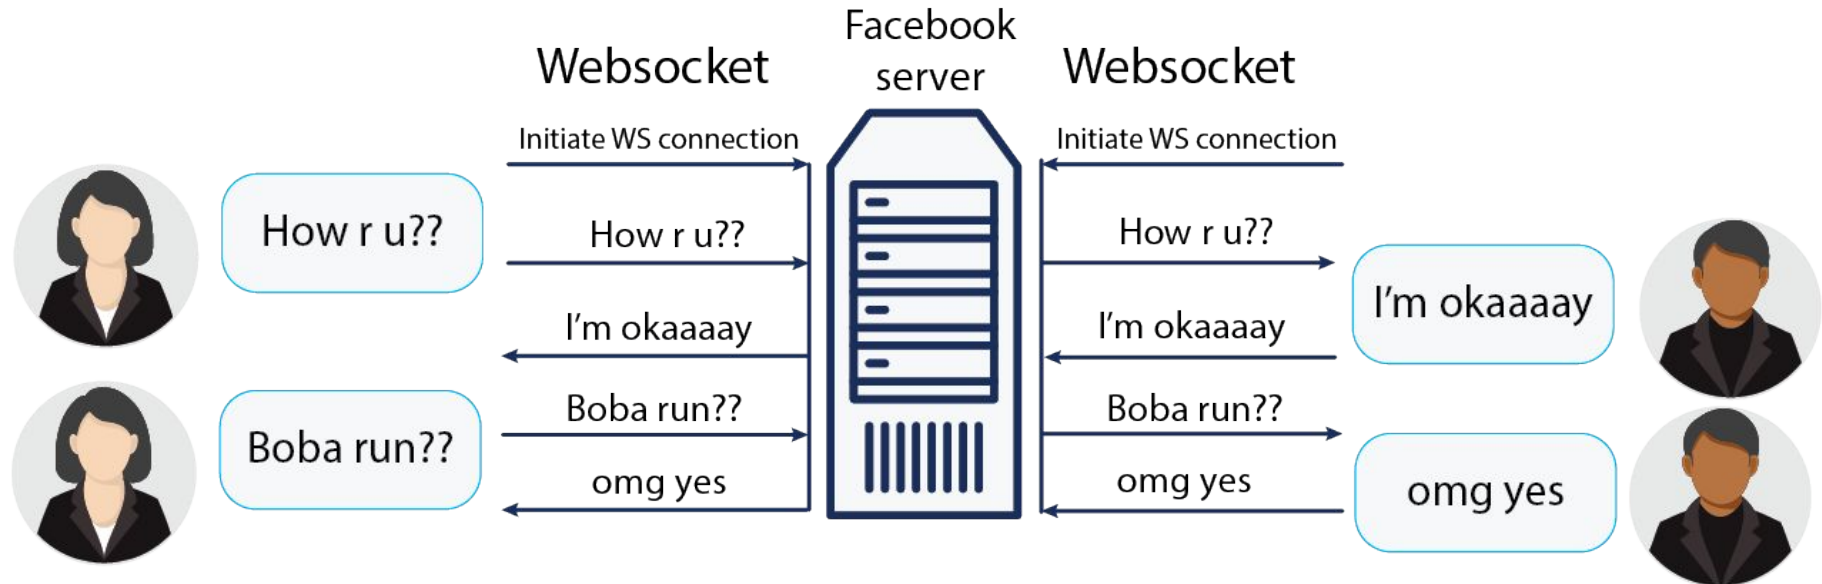 Facebook
server
Websocket
Websocket
Initiate WS connection
Initiate WS connection
How r u??
How r u??
How r u??
I'm okaaaay
I'm okaaaay
I'm okaaaay
Boba run??
Boba run??
Boba run??
omg yes
omg yes
omg yes